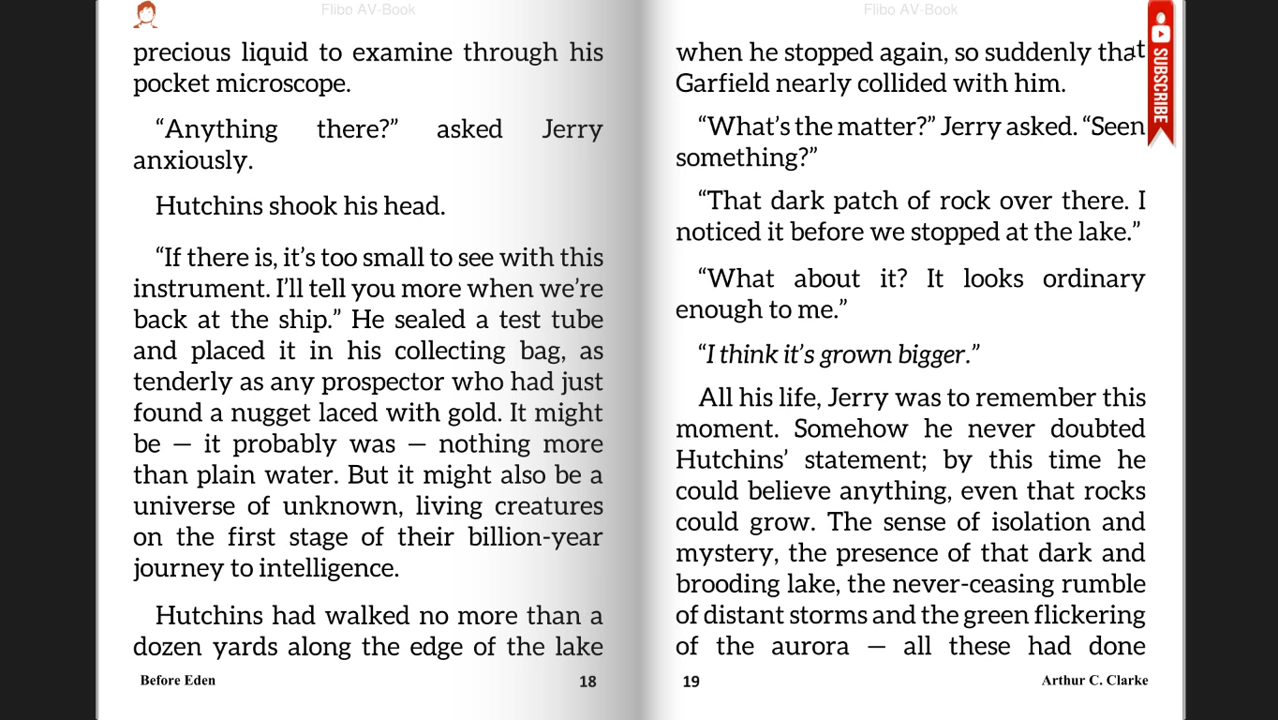 Flibo AV-Book
precious liquid to examine through his
pocket microscope.
“Anything there?” asked Jerry
anxiously.
Hutchins shook his head.
“If there is, it’s too small to see with this
instrument. I’ll tell you more when we’re
back at the ship.” He sealed a test tube
and placed it in his collecting bag, as
tenderly as any prospector who had just
found a nugget laced with gold. It might
be — it probably was — nothing more
than plain water. But it might also be a
universe of unknown, living creatures
on the first stage of their billion-year
journey to intelligence.
Hutchins had walked no more than a
dozen yards along the edge of the lake
Before Eden 18
Flibo AV-Book
when he stopped again, so suddenly that
Garfield nearly collided with him.
“What’s the matter?” Jerry asked. “Seen
something?”
“That dark patch of rock over there. I
noticed it before we stopped at the lake.”
“What about it? It looks ordinary
enough to me.”
“I think it’s grown bigger.”
All his life, Jerry was to remember this
moment. Somehow he never doubted
Hutchins’ statement; by this time he
could believe anything, even that rocks
could grow. The sense of isolation and
mystery, the presence of that dark and
brooding lake, the never-ceasing rumble
of distant storms and the green flickering
of the aurora — all these had done
19 Arthur C. Clarke
SUBSCRIBE